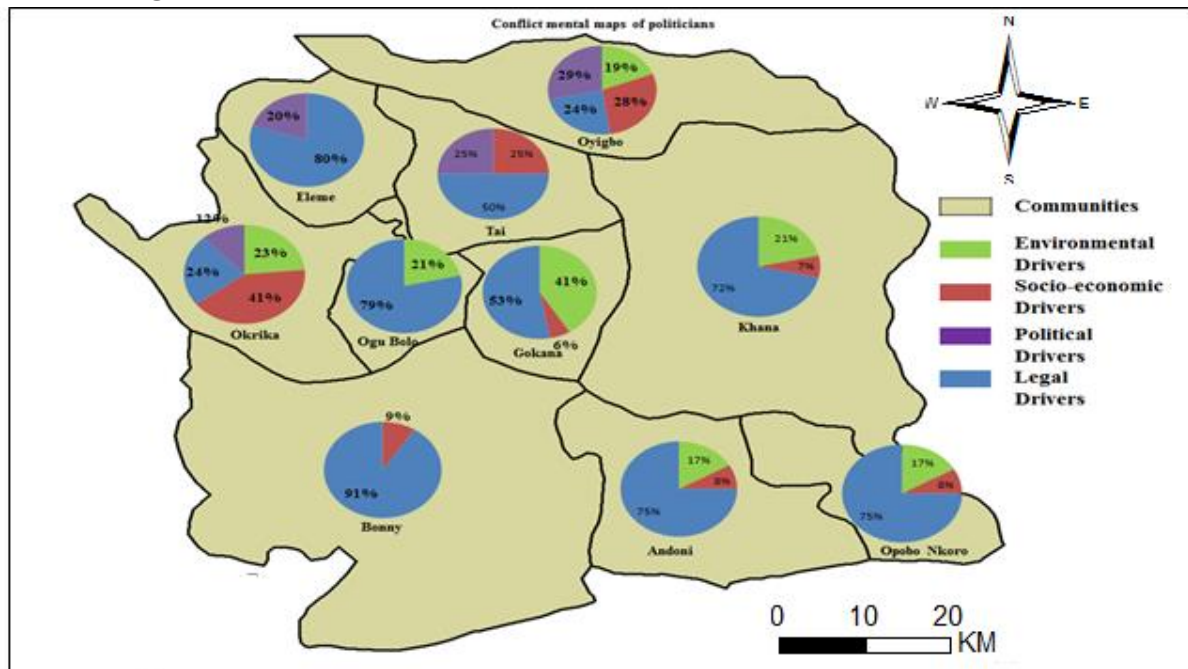 Conflict mental maps of politicians
N
W
E
S
29%
19%
24%
28%
Oyigbo
20%
80%
Eleme
25%
25%
50%
Tai
12%
23%
24%
41%
Okrika
21%
79%
Ogu Bolo
41%
53%
6%
Gokana
21%
7%
72%
Khana
9%
91%
Bonny
17%
8%
75%
Andoni
17%
8%
75%
Opobo Nkoro
Communities
Environmental
Drivers
Socio-economic
Drivers
Political
Drivers
Legal
Drivers
0 10 20
KM